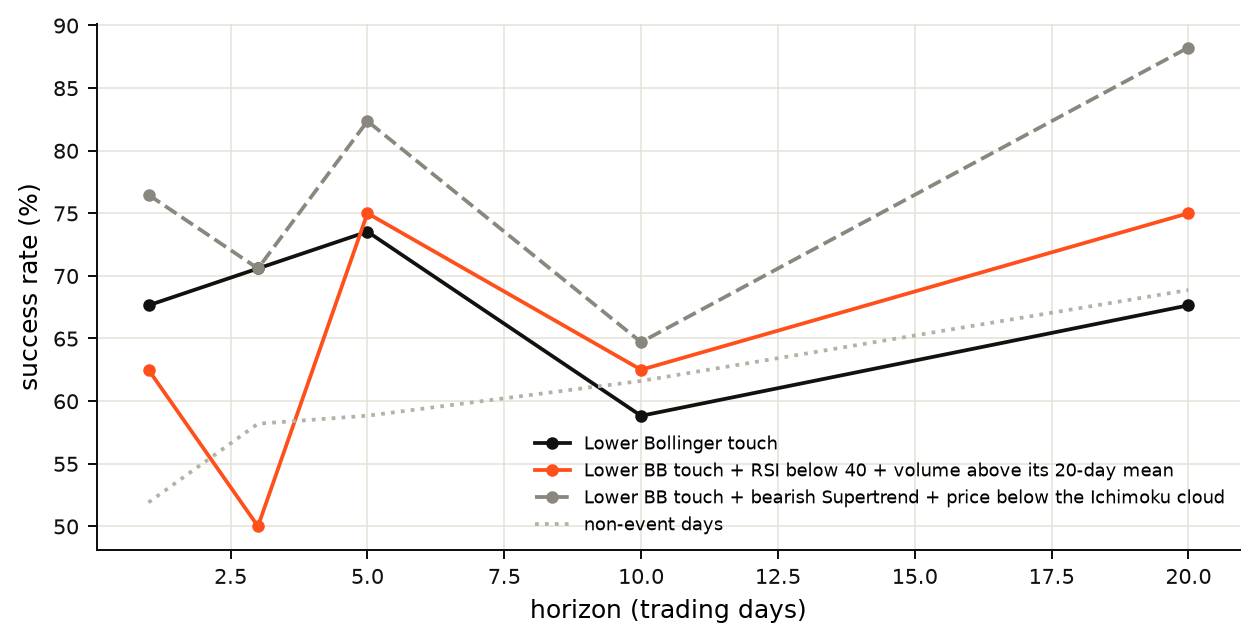 90
85
80
75
70
65
60
55
50
success rate (%)
Lower Bollinger touch
Lower BB touch + RSI below 40 + volume above its 20-day mean
Lower BB touch + bearish Supertrend + price below the Ichimoku cloud
non-event days
2.5 5.0 7.5 10.0 12.5 15.0 17.5 20.0
horizon (trading days)